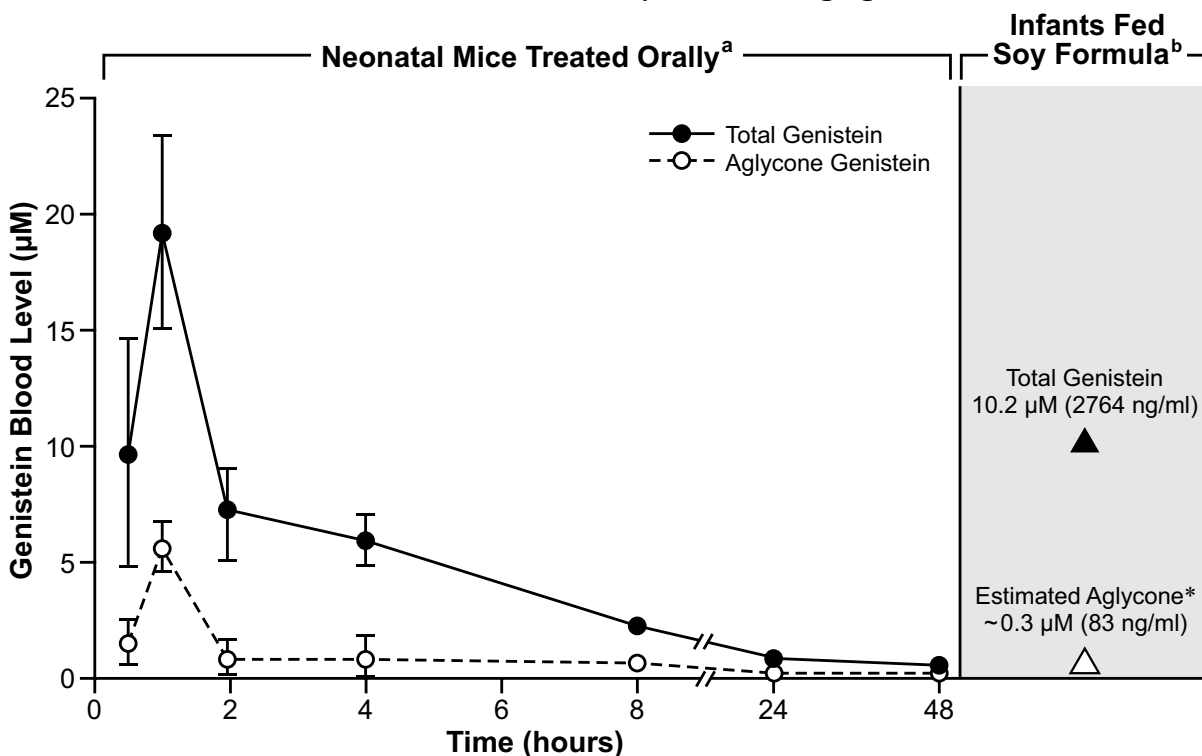 Neonatal Mice Treated Orallyᵃ
Infants Fed
Soy Formulaᵇ
Total Genistein
Aglycone Genistein
Genistein Blood Level (µM)
25
20
15
10
5
0
0
2
4
6
8
24
48
Time (hours)
Total Genistein
10.2 µM (2764 ng/ml)
Estimated Aglycone*
~0.3 µM (83 ng/ml)